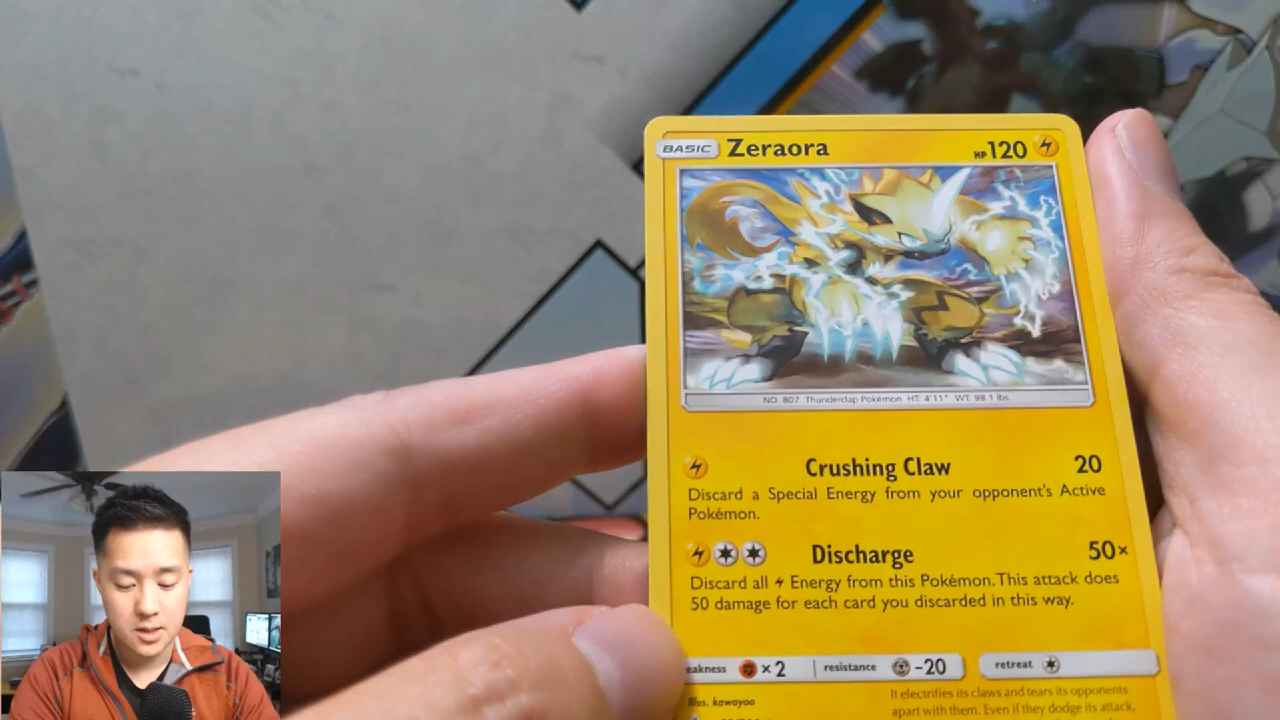 BASIC Zeraora HP 120
NO. 807 Thunderclap Pokémon HT: 4'11" WT: 98.1 lbs.
Crushing Claw 20
Discard a Special Energy from your opponent's Active
Pokémon.
Discharge 50×
Discard all Energy from this Pokémon. This attack does
50 damage for each card you discarded in this way.
eakness ×2 resistance -20 retreat
Illus. kawayoo
It electrifies its claws and tears its opponents
apart with them. Even if they dodge its attack,